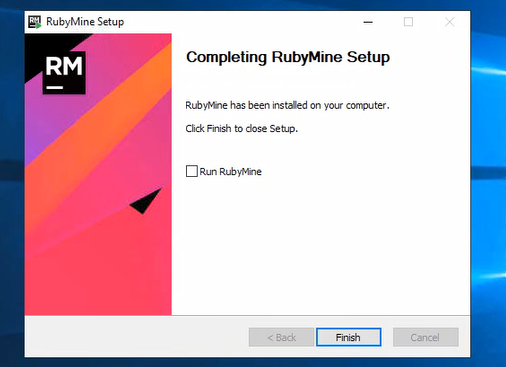 RubyMine Setup
RM
Completing RubyMine Setup
RubyMine has been installed on your computer.
Click Finish to close Setup.
Run RubyMine
< Back
Finish
Cancel